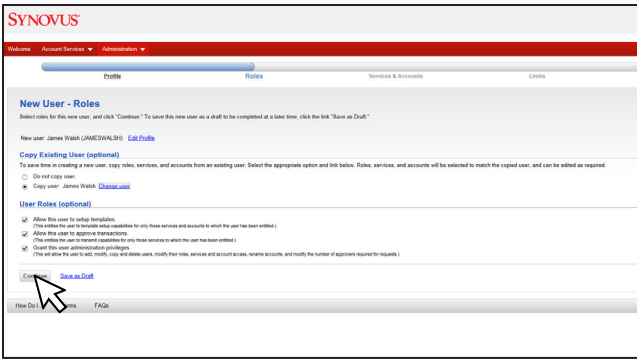 SYNOVUS®
Welcome Account Services Administration
Profile Roles Services & Accounts Limits
New User - Roles
Select roles for this new user, and click "Continue." To save this new user as a draft to be completed at a later time, click the link "Save as Draft."
New user: James Walsh (JAMESWALSH) Edit Profile
Copy Existing User (optional)
To save time in creating a new user, copy roles, services, and accounts from an existing user. Select the appropriate option and link below. Roles, services, and accounts will be selected to match the copied user, and can be edited as required.
Do not copy user.
Copy user: James Walsh Change user
User Roles (optional)
Allow this user to setup templates.
(This entitles the user to template setup capabilities for only those services and accounts to which the user has been entitled.)
Allow this user to approve transactions.
(This entitles the user to transmit capabilities for only those services to which the user has been entitled.)
Grant this user administration privileges.
(This will allow the user to add, modify, copy and delete users, modify their roles, services and account access, rename accounts, and modify the number of approvers required for requests.)
Continue Save as Draft
How Do I FAQs